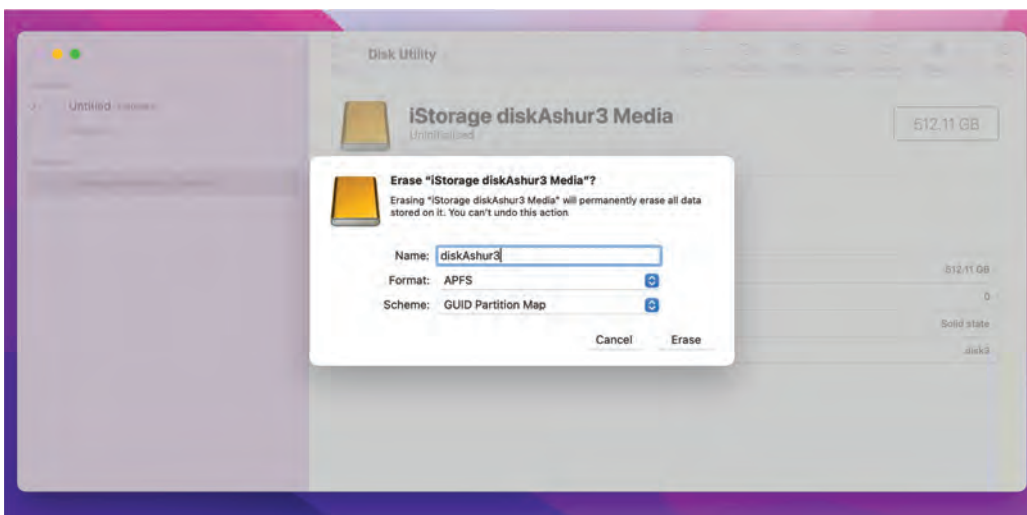 Disk Utility
Untitled
iStorage diskAshur3 Media
Uninitialised
512.11 GB
Erase "iStorage diskAshur3 Media"?
Erasing "iStorage diskAshur3 Media" will permanently erase all data
stored on it. You can't undo this action
Name: diskAshur3
Format: APFS
Scheme: GUID Partition Map
Cancel Erase
512.11 GB
0
Solid state
disk3